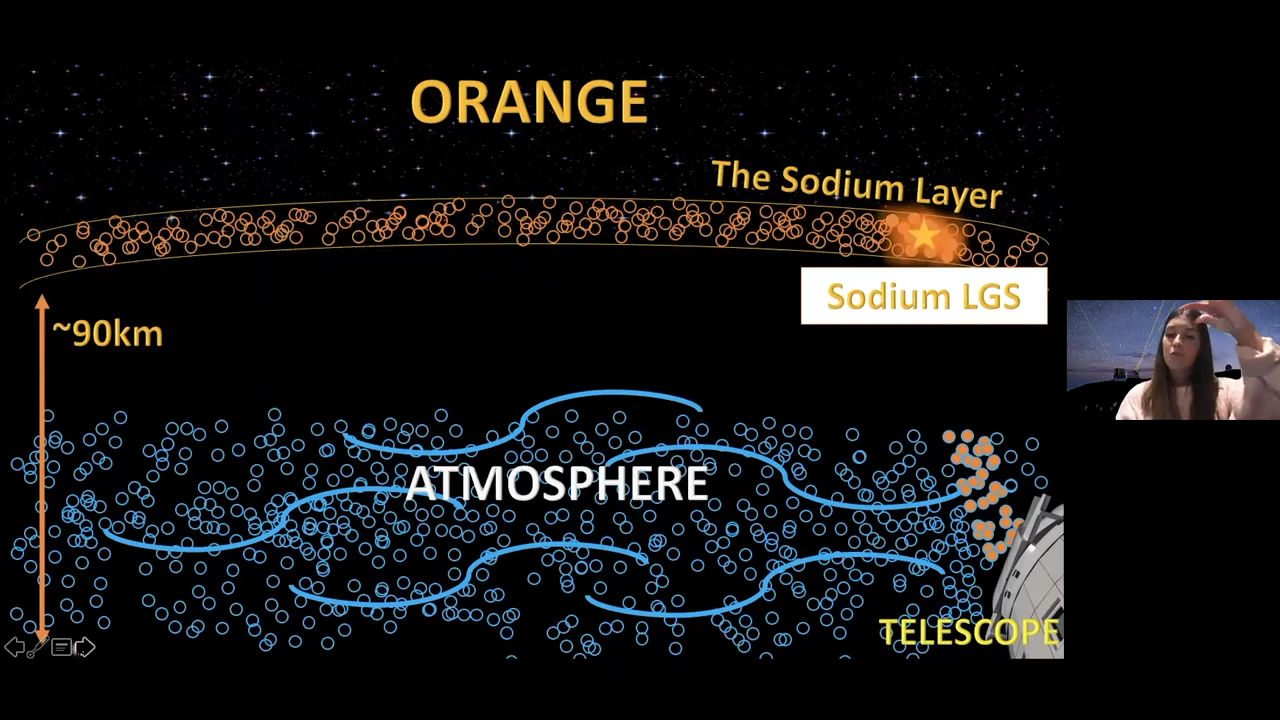 ORANGE
The Sodium Layer
Sodium LGS
~90km
ATMOSPHERE
TELESCOPE